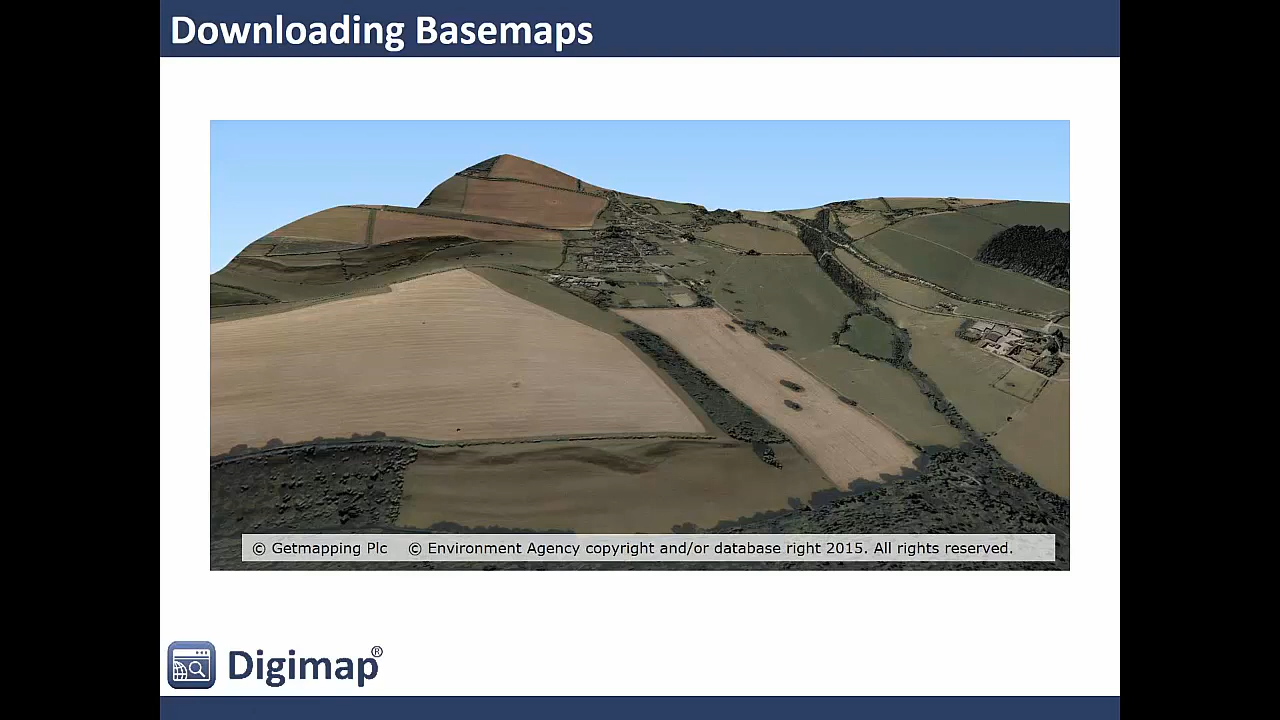 Downloading Basemaps
© Getmapping Plc © Environment Agency copyright and/or database right 2015. All rights reserved.
Digimap®